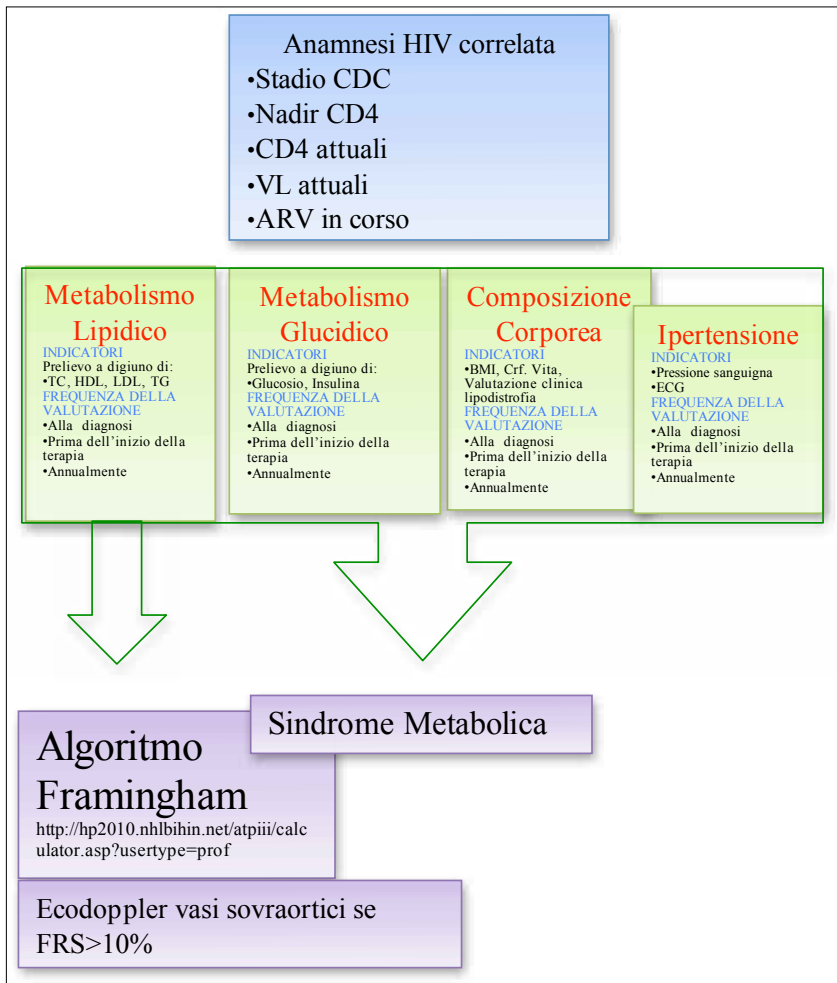 Anamnesi HIV correlata
•Stadio CDC
•Nadir CD4
•CD4 attuali
•VL attuali
•ARV in corso
Metabolismo
Lipidico
INDICATORI
Prelievo a digiuno di:
•TC, HDL, LDL, TG
FREQUENZA DELLA
VALUTAZIONE
•Alla diagnosi
•Prima dell'inizio della
terapia
•Annualmente
Metabolismo
Glucidico
INDICATORI
Prelievo a digiuno di:
•Glucosio, Insulina
FREQUENZA DELLA
VALUTAZIONE
•Alla diagnosi
•Prima dell'inizio della
terapia
•Annualmente
Composizione
Corporea
INDICATORI
•BMI, Crf. Vita,
Valutazione clinica
lipodistrofia
FREQUENZA DELLA
VALUTAZIONE
•Alla diagnosi
•Prima dell'inizio della
terapia
•Annualmente
Ipertensione
INDICATORI
•Pressione sanguigna
•ECG
FREQUENZA DELLA
VALUTAZIONE
•Alla diagnosi
•Prima dell'inizio della
terapia
•Annualmente
Sindrome Metabolica
Algoritmo
Framingham
http://hp2010.nhlbihin.net/atpiii/calc
ulator.asp?usertype=prof
Ecodoppler vasi sovraortici se
FRS>10%